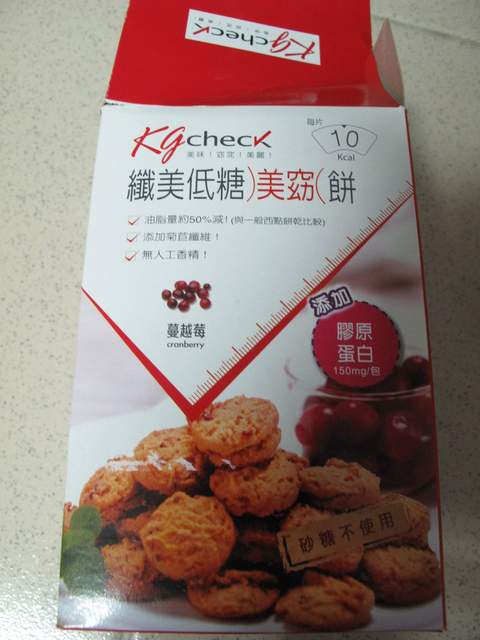 KgCheck
美味!窈窕!美麗!
KgCheck
美味!窈窕!美麗!
每片
10
Kcal
纖美低糖)美窈(餅
油脂量約50%減!(與一般西點餅乾比較)
添加菊苣纖維!
無人工香精!
蔓越莓
cranberry
添加
膠原
蛋白
150mg/包
砂糖不使用